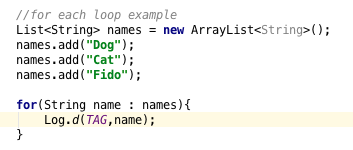 //for each loop example
List<String> names = new ArrayList<String>();
names.add("Dog");
names.add("Cat");
names.add("Fido");
for(String name : names){
Log.d(TAG,name);
}